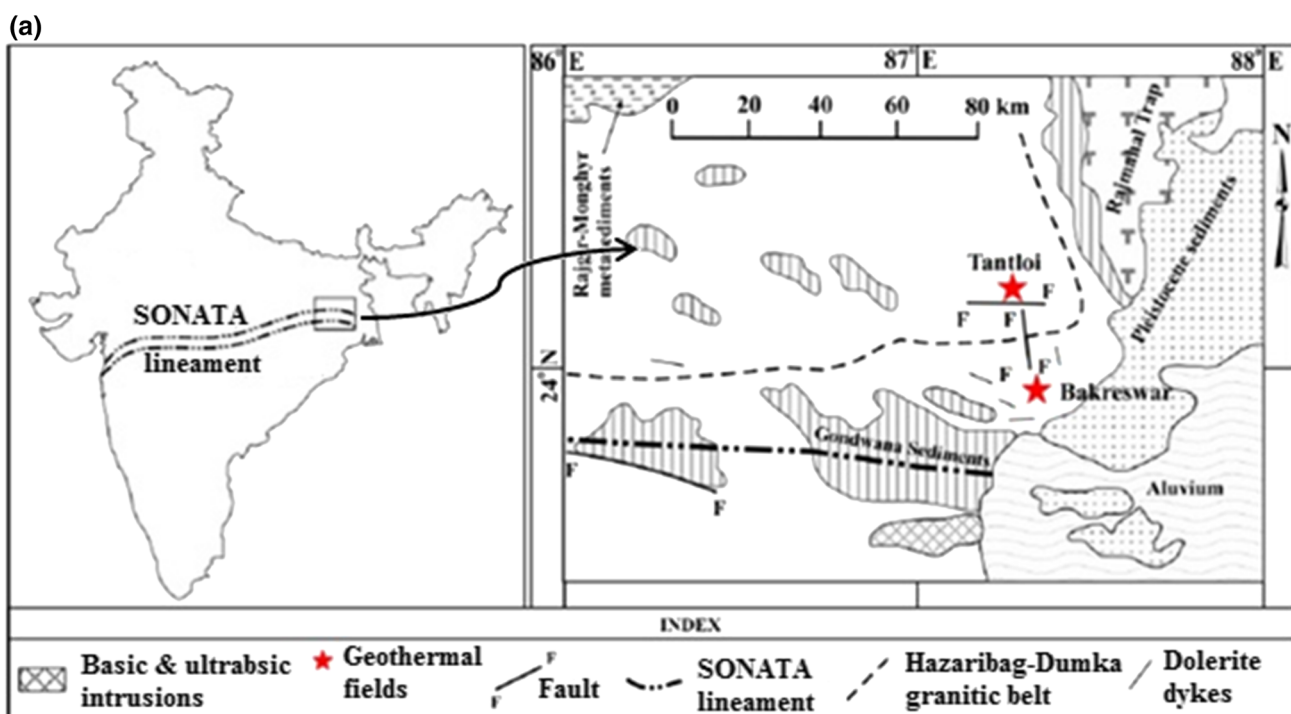 (a)
SONATA
lineament
86° E
87° E
88° E
0 20 40 60 80 km
N
Rajgir-Monghyr
metasediments
Rajmahal Trap
Pleistocene sediments
Tantloi
F
F
F
24° N
F
F
Bakreswar
Gondwana Sediments
F
F
Aluvium
INDEX
Basic & ultrabsic
intrusions
Geothermal
fields
F
Fault
F
SONATA
lineament
Hazaribag-Dumka
granitic belt
Dolerite
dykes